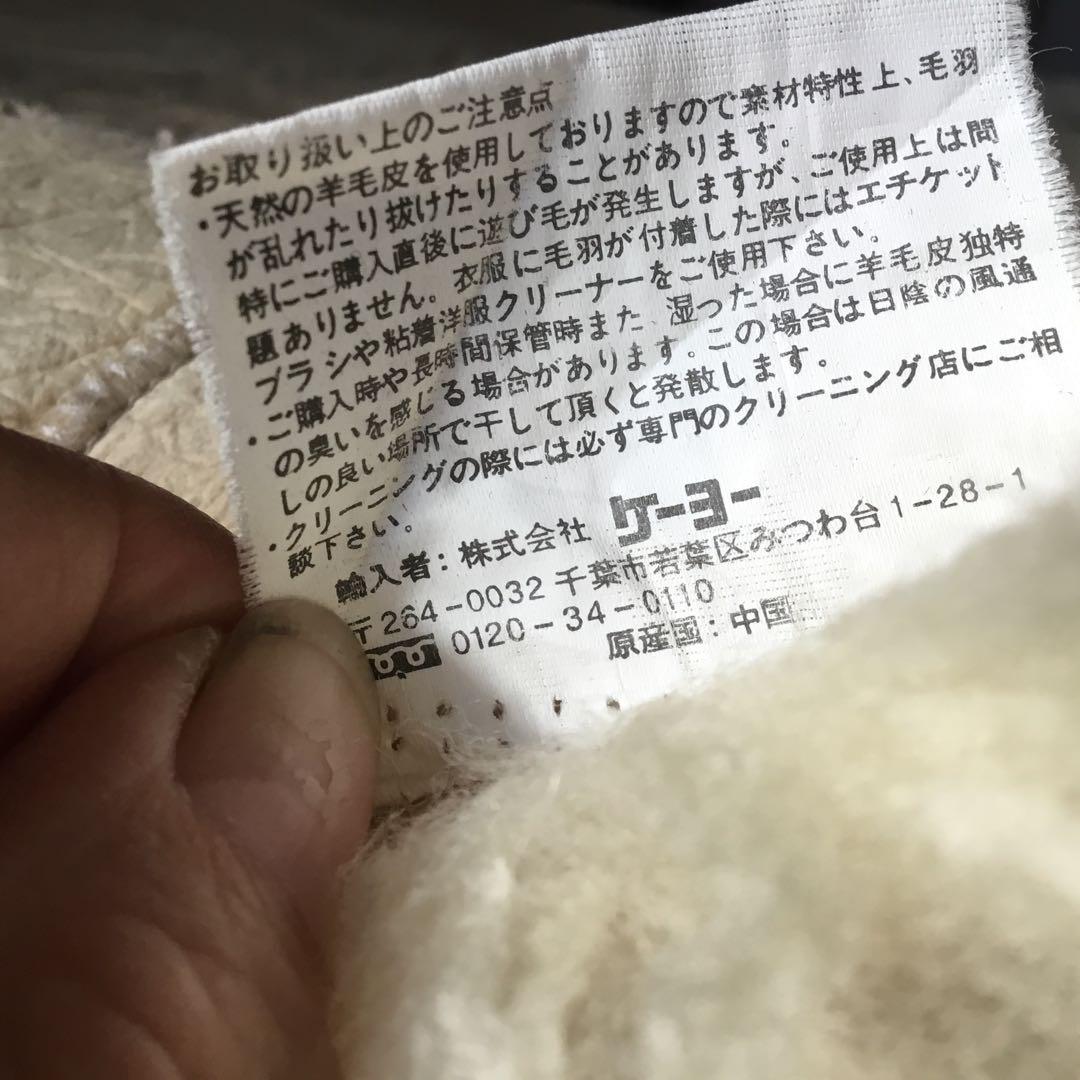 お取り扱い上のご注意点
・天然の羊毛皮を使用しておりますので素材特性上、毛羽
が乱れたり抜けたりすることがあります。
特にご購入直後に遊び毛が発生しますが、ご使用上は問
題ありません。衣服に毛羽が付着した際にはエチケット
ブラシや粘着洋服クリーナーをご使用下さい。
・ご購入時や長時間保管時また、湿った場合に羊毛皮独特
の臭いを感じる場合があります。この場合は日陰の風通
しの良い場所で干して頂くと発散します。
・クリーニングの際には必ず専門のクリーニング店にご相
談下さい。
輸入者：株式会社 ケーヨー
〒264-0032 千葉市若葉区みつわ台1-28-1
0120-34-0110
原産国：中国